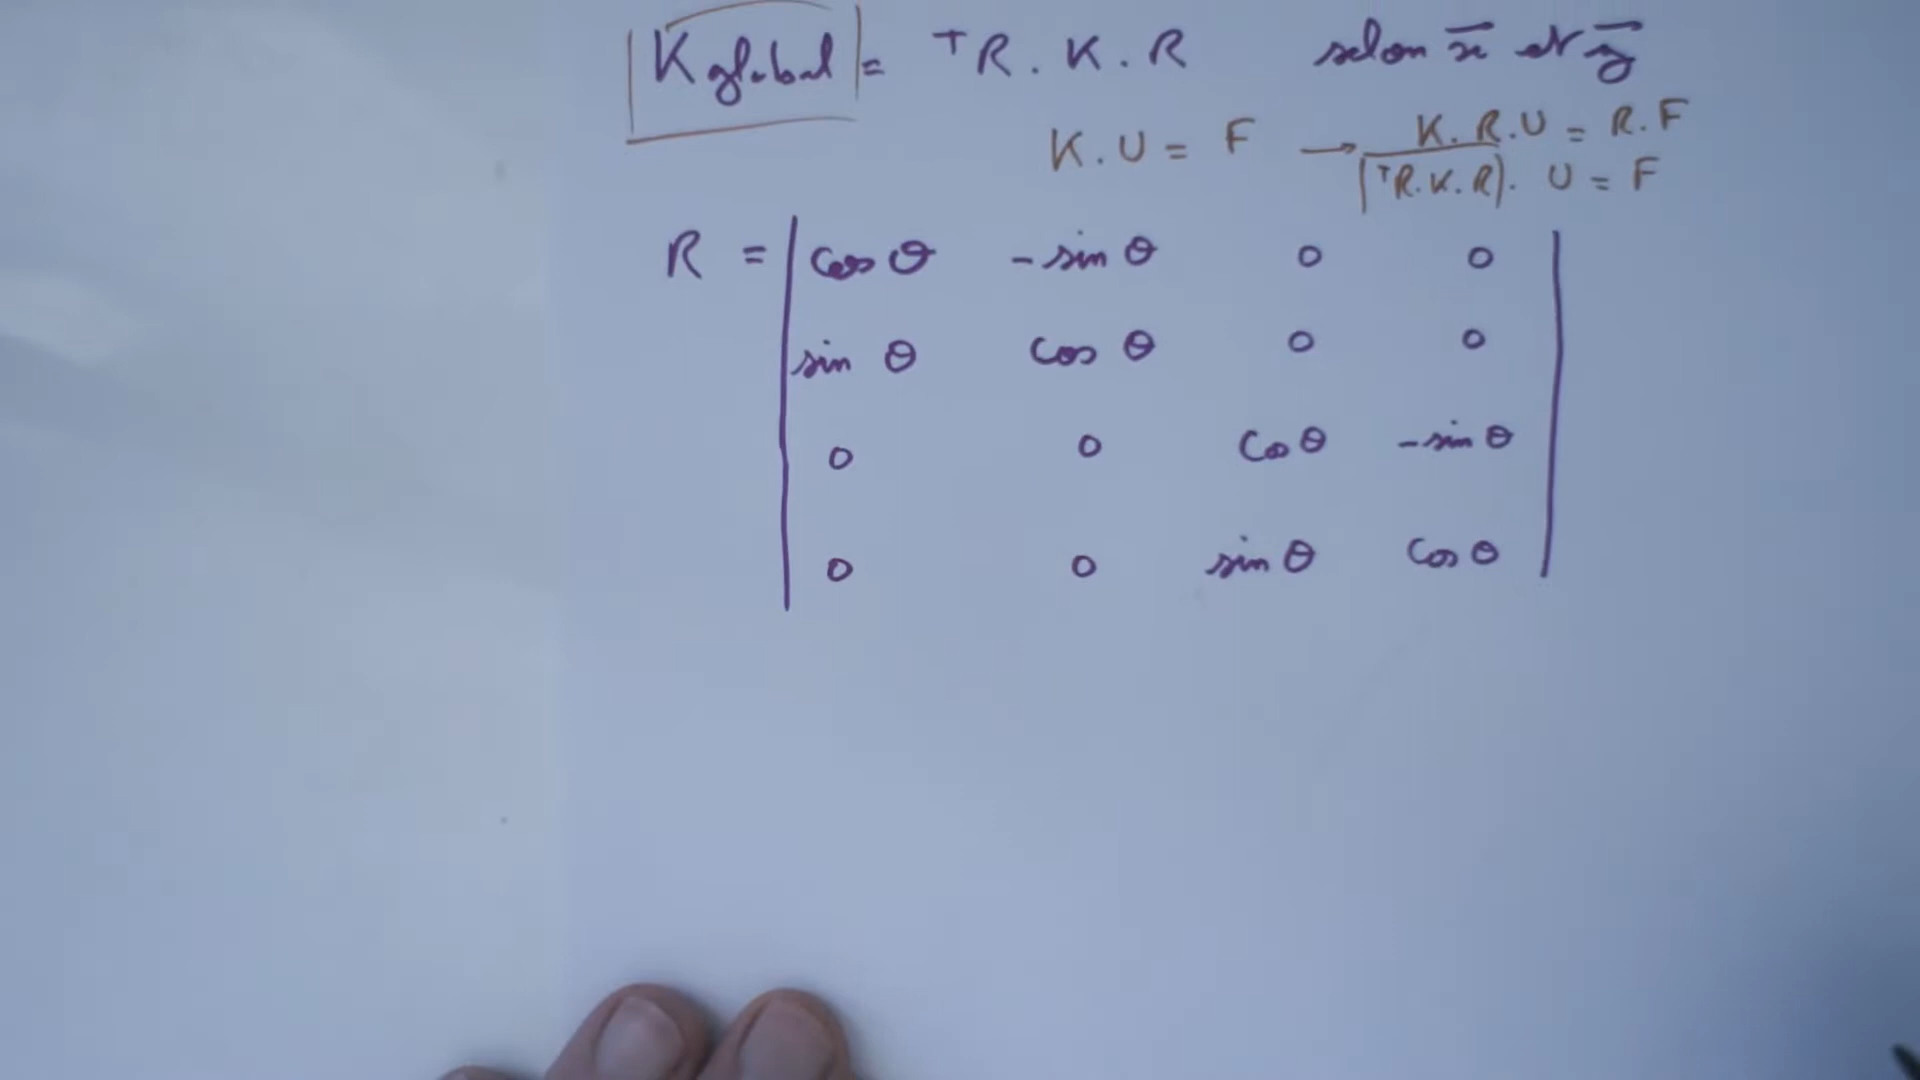 K global = ᵀR . K . R selon x⃗ et y⃗
K . U = F → K . R . U = R . F
(ᵀR . K . R) . U = F
R = | cos θ - sin θ 0 0 |
sin θ cos θ 0 0
0 0 cos θ - sin θ
0 0 sin θ cos θ